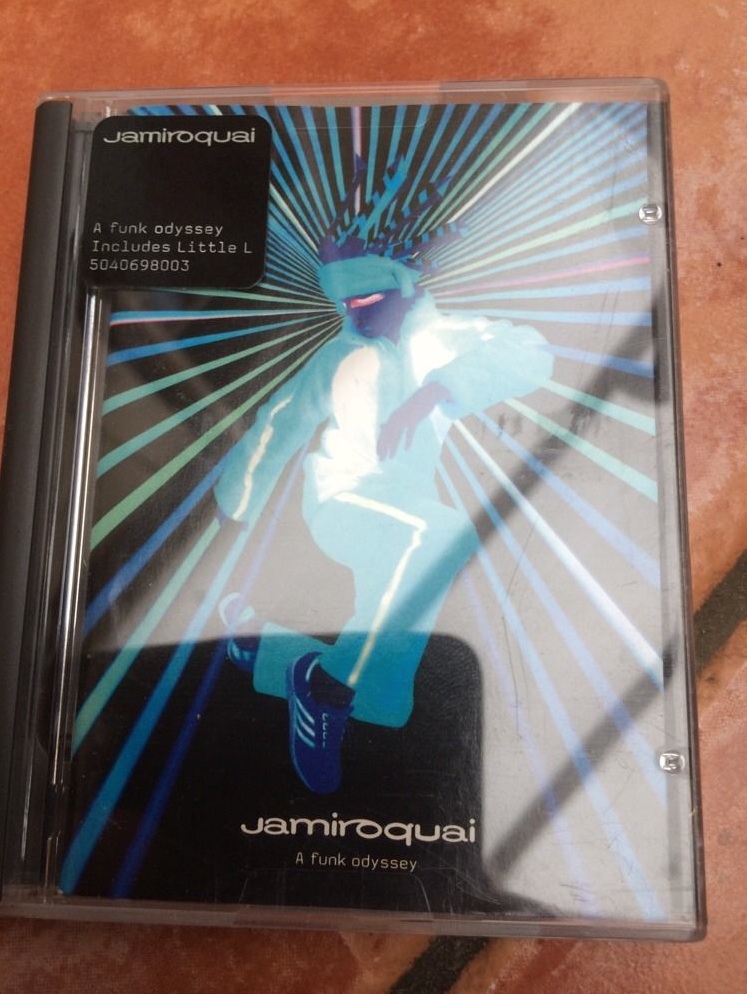 Jamiroquai
A funk odyssey
Includes Little L
5040698003
Jamiroquai
A funk odyssey